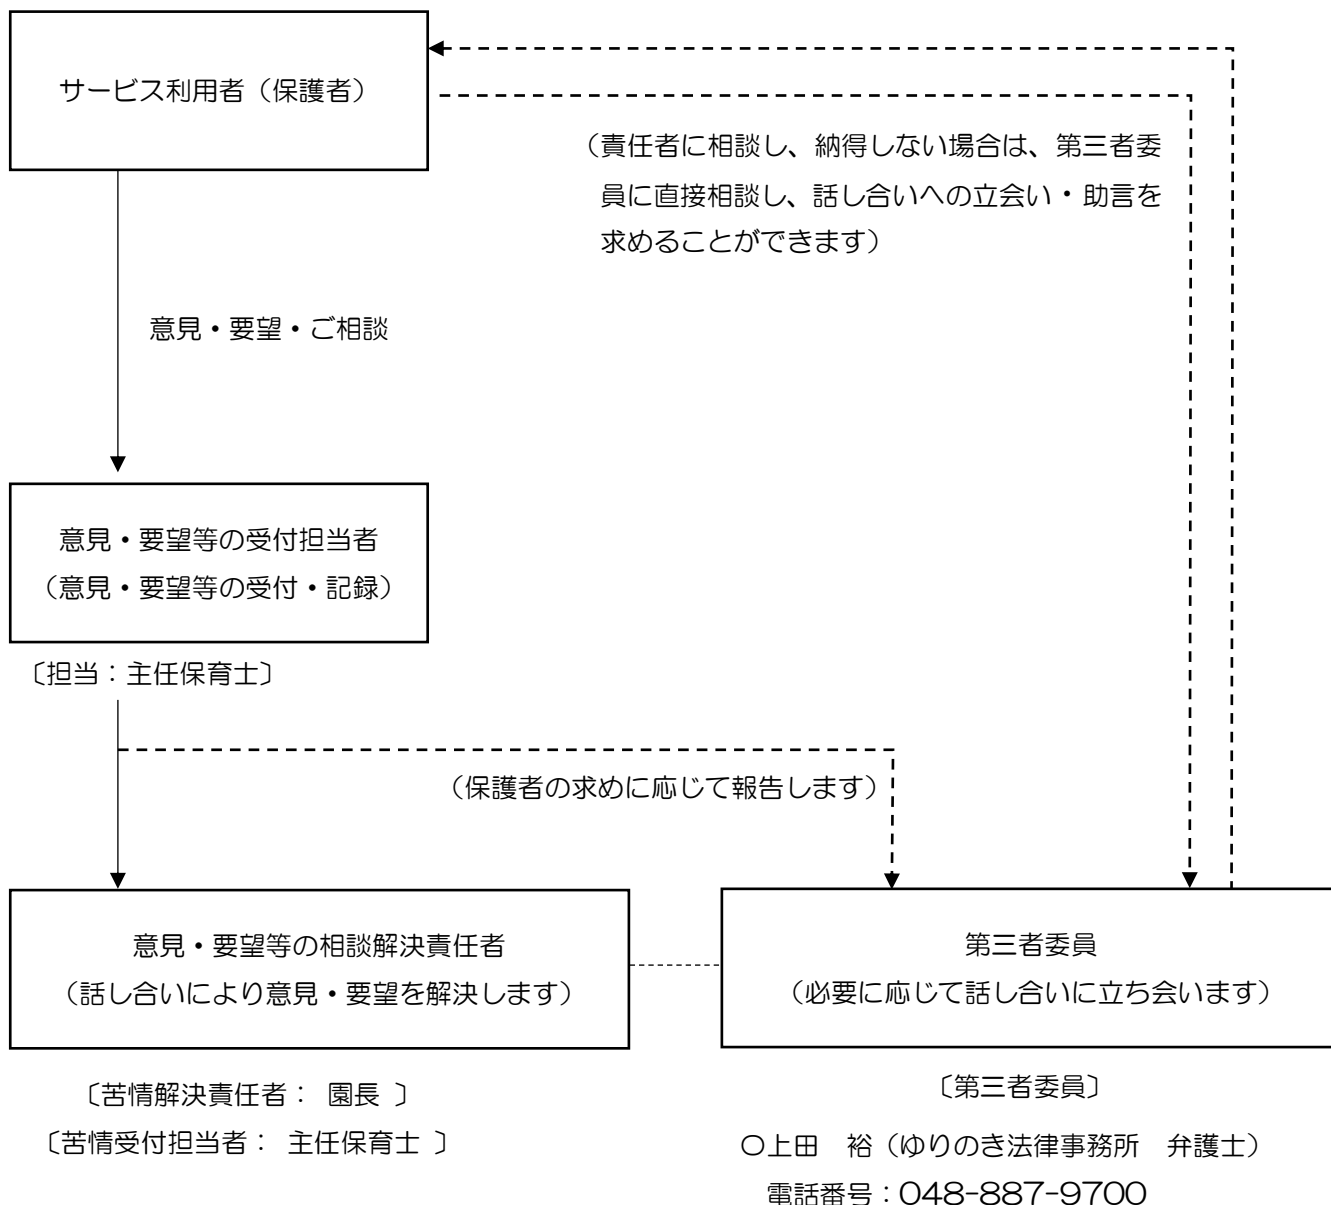 サービス利用者（保護者）
（責任者に相談し、納得しない場合は、第三者委
員に直接相談し、話し合いへの立会い・助言を
求めることができます）
意見・要望・ご相談
意見・要望等の受付担当者
（意見・要望等の受付・記録）
〔担当：主任保育士〕
（保護者の求めに応じて報告します）
意見・要望等の相談解決責任者
（話し合いにより意見・要望を解決します）
第三者委員
（必要に応じて話し合いに立ち会います）
〔苦情解決責任者： 園長 〕
〔苦情受付担当者： 主任保育士 〕
〔第三者委員〕
〇上田　裕（ゆりのき法律事務所　弁護士）
電話番号：048-887-9700